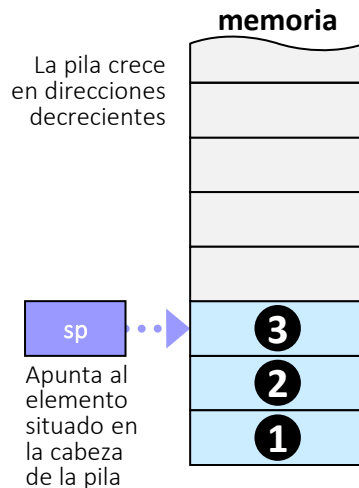 memoria
La pila crece
en direcciones
decrecientes
sp
3
2
1
Apunta al
elemento
situado en
la cabeza
de la pila